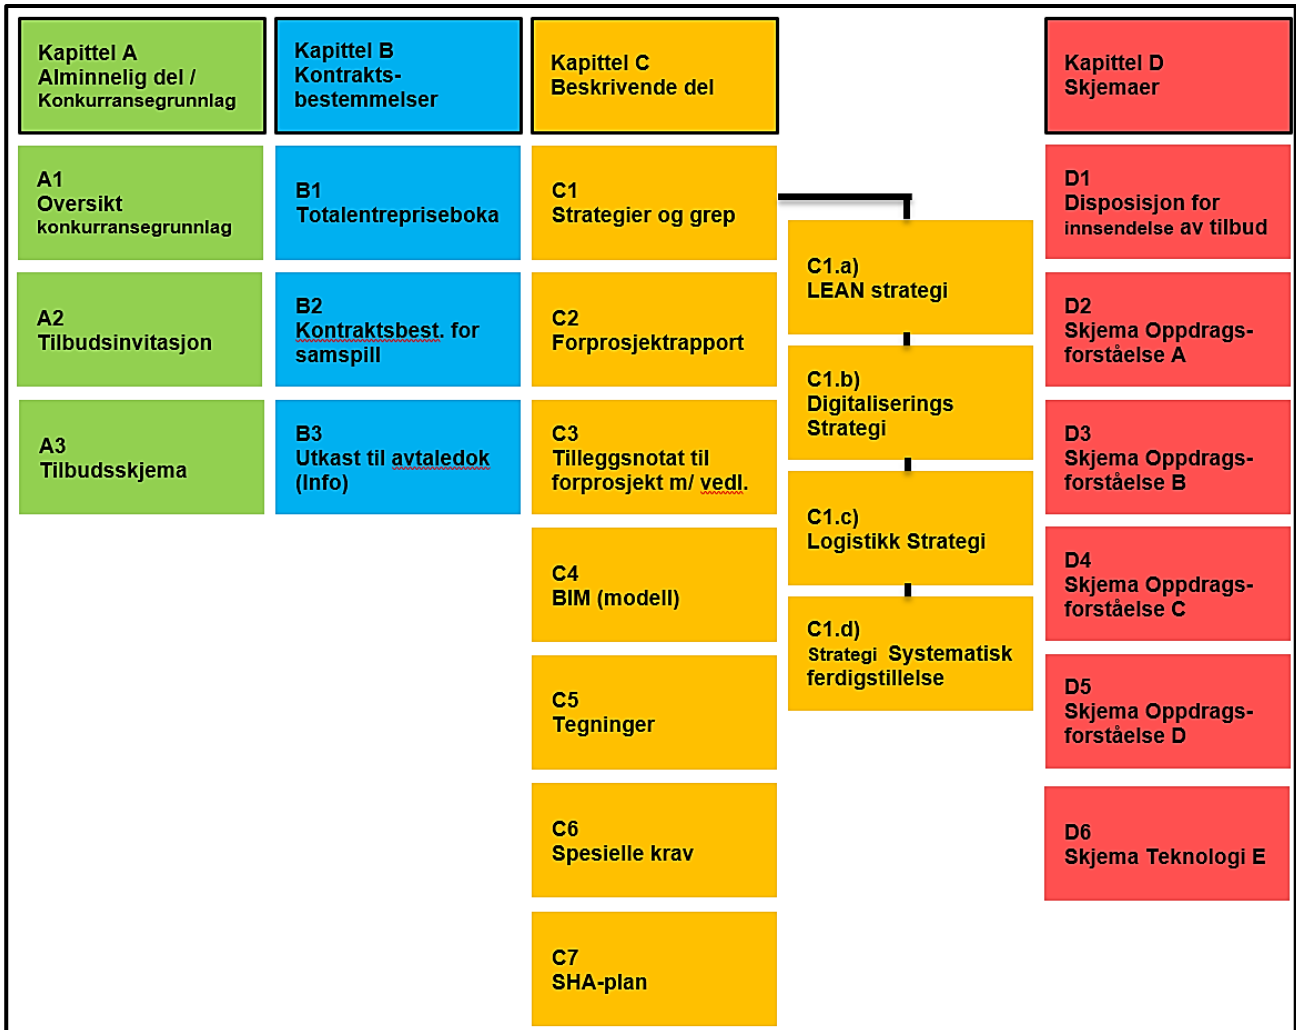 Kapittel A
Alminnelig del /
Konkurransegrunnlag
A1
Oversikt
konkurransegrunnlag
A2
Tilbudsinvitasjon
A3
Tilbudsskjema
Kapittel B
Kontrakts-
bestemmelser
B1
Totalentrepriseboka
B2
Kontraktsbest. for
samspill
B3
Utkast til avtaledok
(Info)
Kapittel C
Beskrivende del
C1
Strategier og grep
C2
Forprosjektrapport
C3
Tilleggsnotat til
forprosjekt m/ vedl.
C4
BIM (modell)
C5
Tegninger
C6
Spesielle krav
C7
SHA-plan
C1.a)
LEAN strategi
C1.b)
Digitaliserings
Strategi
C1.c)
Logistikk Strategi
C1.d)
Strategi Systematisk
ferdigstillelse
Kapittel D
Skjemaer
D1
Disposisjon for
innsendelse av tilbud
D2
Skjema Oppdrags-
forståelse A
D3
Skjema Oppdrags-
forståelse B
D4
Skjema Oppdrags-
forståelse C
D5
Skjema Oppdrags-
forståelse D
D6
Skjema Teknologi E